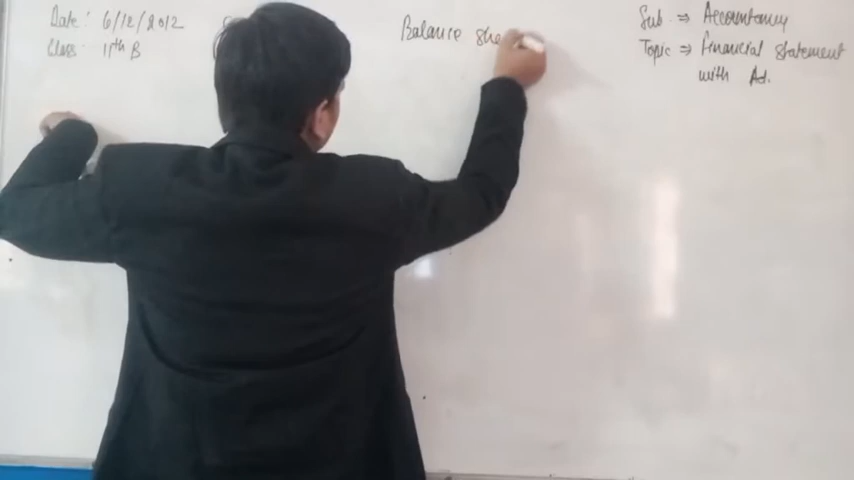 Date: 6/12/2012
Class: 11th B
Balance she
Sub ⇒ Accountancy
Topic ⇒ Financial statement
with Ad.